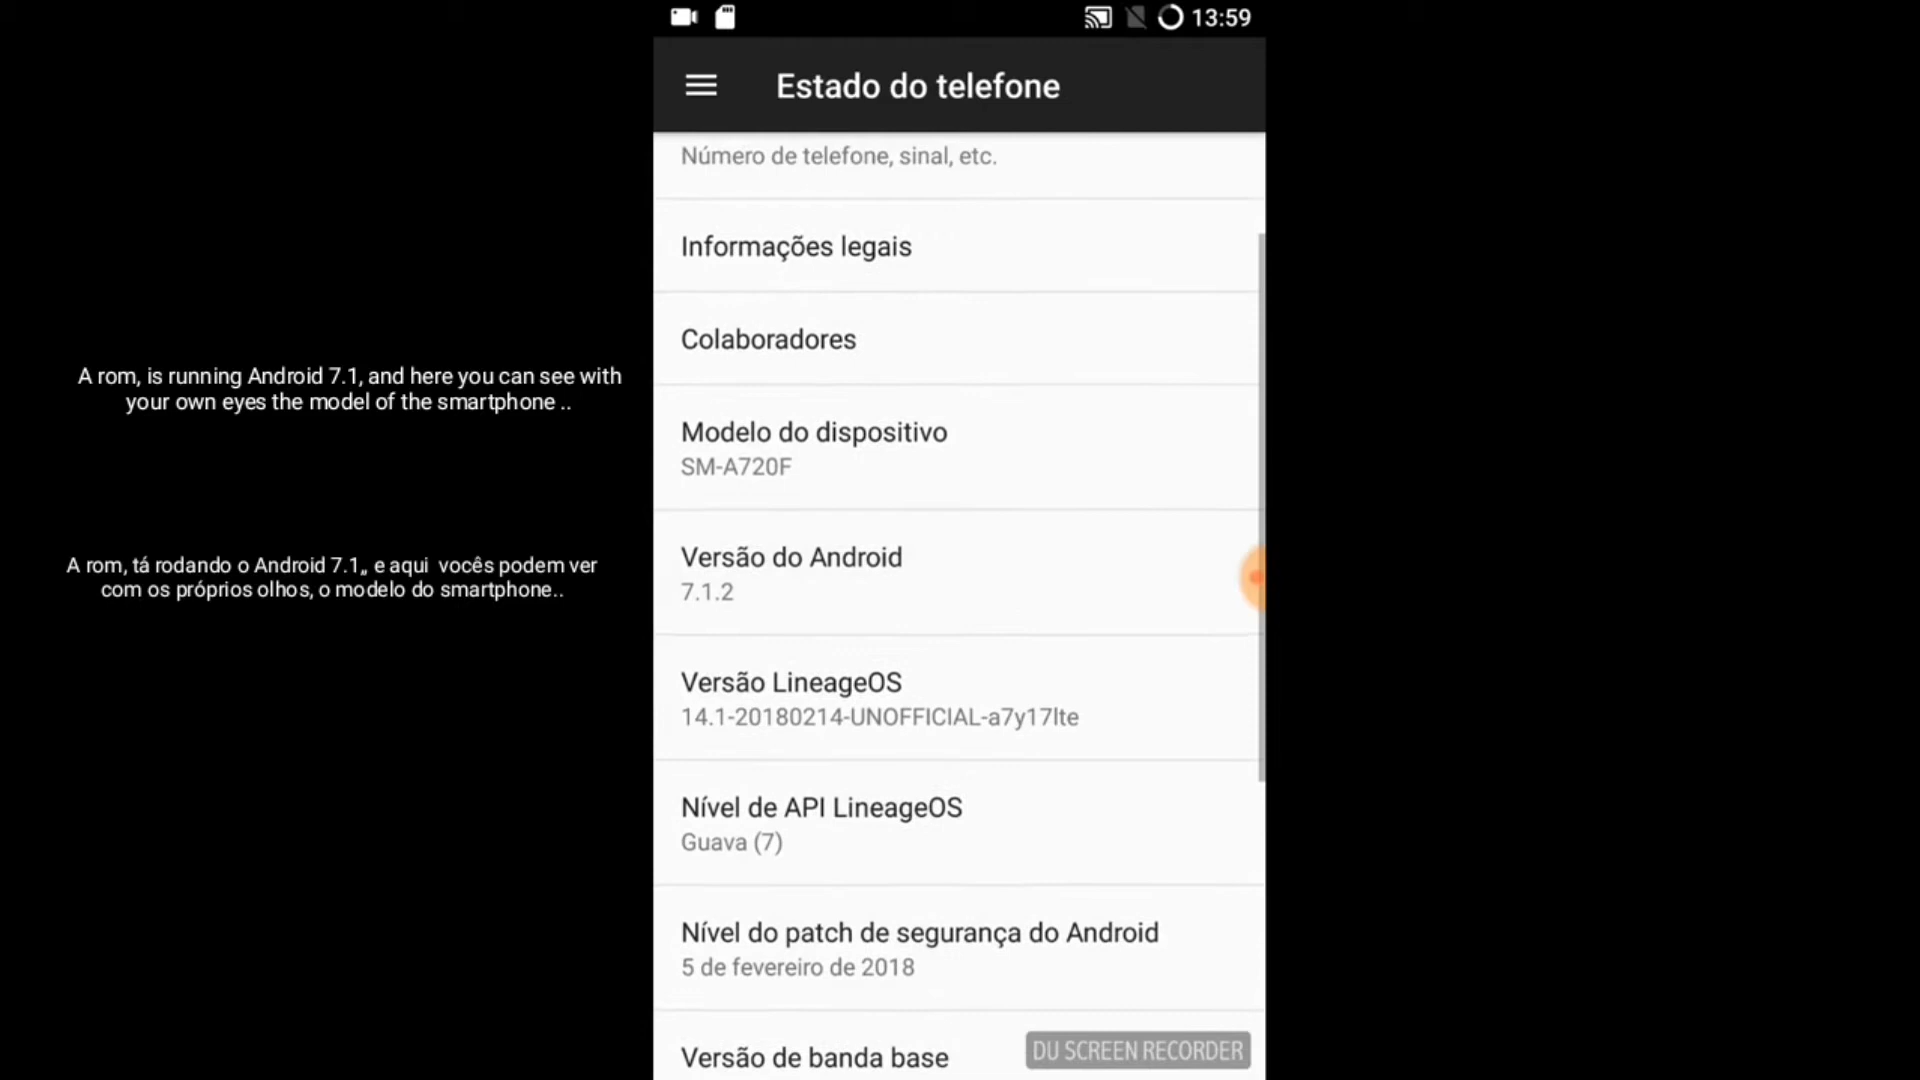 13:59
Estado do telefone
Número de telefone, sinal, etc.
Informações legais
Colaboradores
A rom, is running Android 7.1, and here you can see with
your own eyes the model of the smartphone ..
Modelo do dispositivo
SM-A720F
A rom, tá rodando o Android 7.1,, e aqui  vocês podem ver
com os próprios olhos, o modelo do smartphone..
Versão do Android
7.1.2
Versão LineageOS
14.1-20180214-UNOFFICIAL-a7y17lte
Nível de API LineageOS
Guava (7)
Nível do patch de segurança do Android
5 de fevereiro de 2018
Versão de banda base
DU SCREEN RECORDER